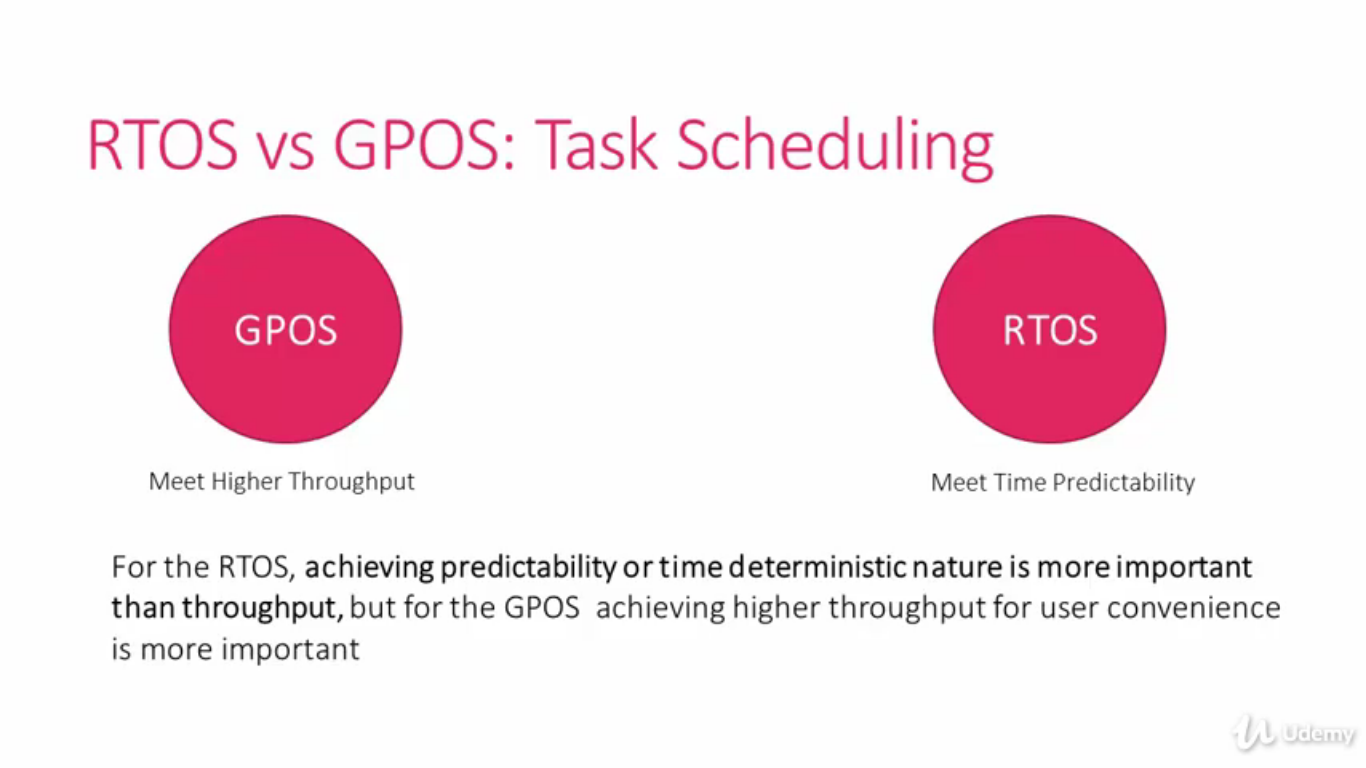 RTOS vs GPOS: Task Scheduling
GPOS
RTOS
Meet Higher Throughput
Meet Time Predictability
For the RTOS, achieving predictability or time deterministic nature is more important
than throughput, but for the GPOS achieving higher throughput for user convenience
is more important
Udemy